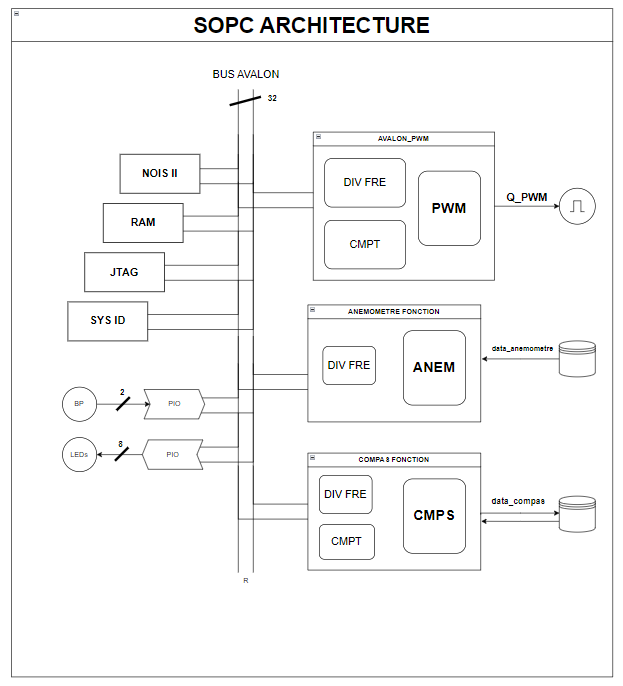 SOPC ARCHITECTURE
BUS AVALON
32
AVALON_PWM
NOIS II
DIV FRE
PWM
Q_PWM
RAM
CMPT
JTAG
SYS ID
ANEMOMETRE FONCTION
data_anemometre
DIV FRE
ANEM
BP
2
PIO
LEDs
8
PIO
COMPA8 FONCTION
DIV FRE
CMPS
data_compas
CMPT
R